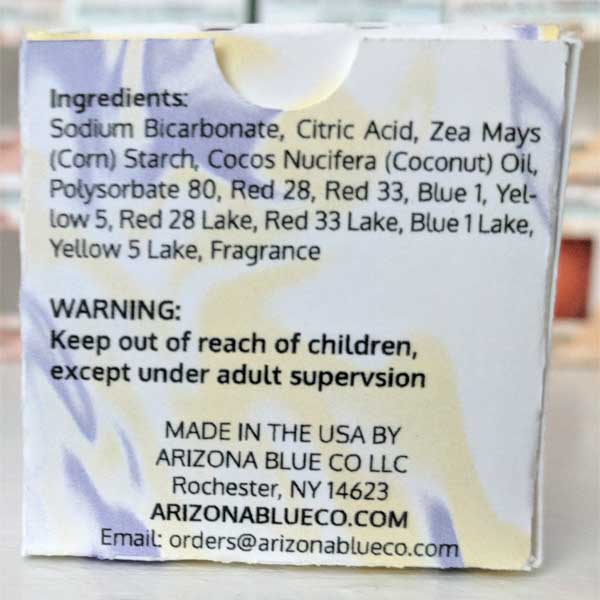 Ingredients:
Sodium Bicarbonate, Citric Acid, Zea Mays
(Corn) Starch, Cocos Nucifera (Coconut) Oil,
Polysorbate 80, Red 28, Red 33, Blue 1, Yel-
low 5, Red 28 Lake, Red 33 Lake, Blue 1 Lake,
Yellow 5 Lake, Fragrance
WARNING:
Keep out of reach of children,
except under adult supervsion
MADE IN THE USA BY
ARIZONA BLUE CO LLC
Rochester, NY 14623
ARIZONABLUECO.COM
Email: orders@arizonablueco.com